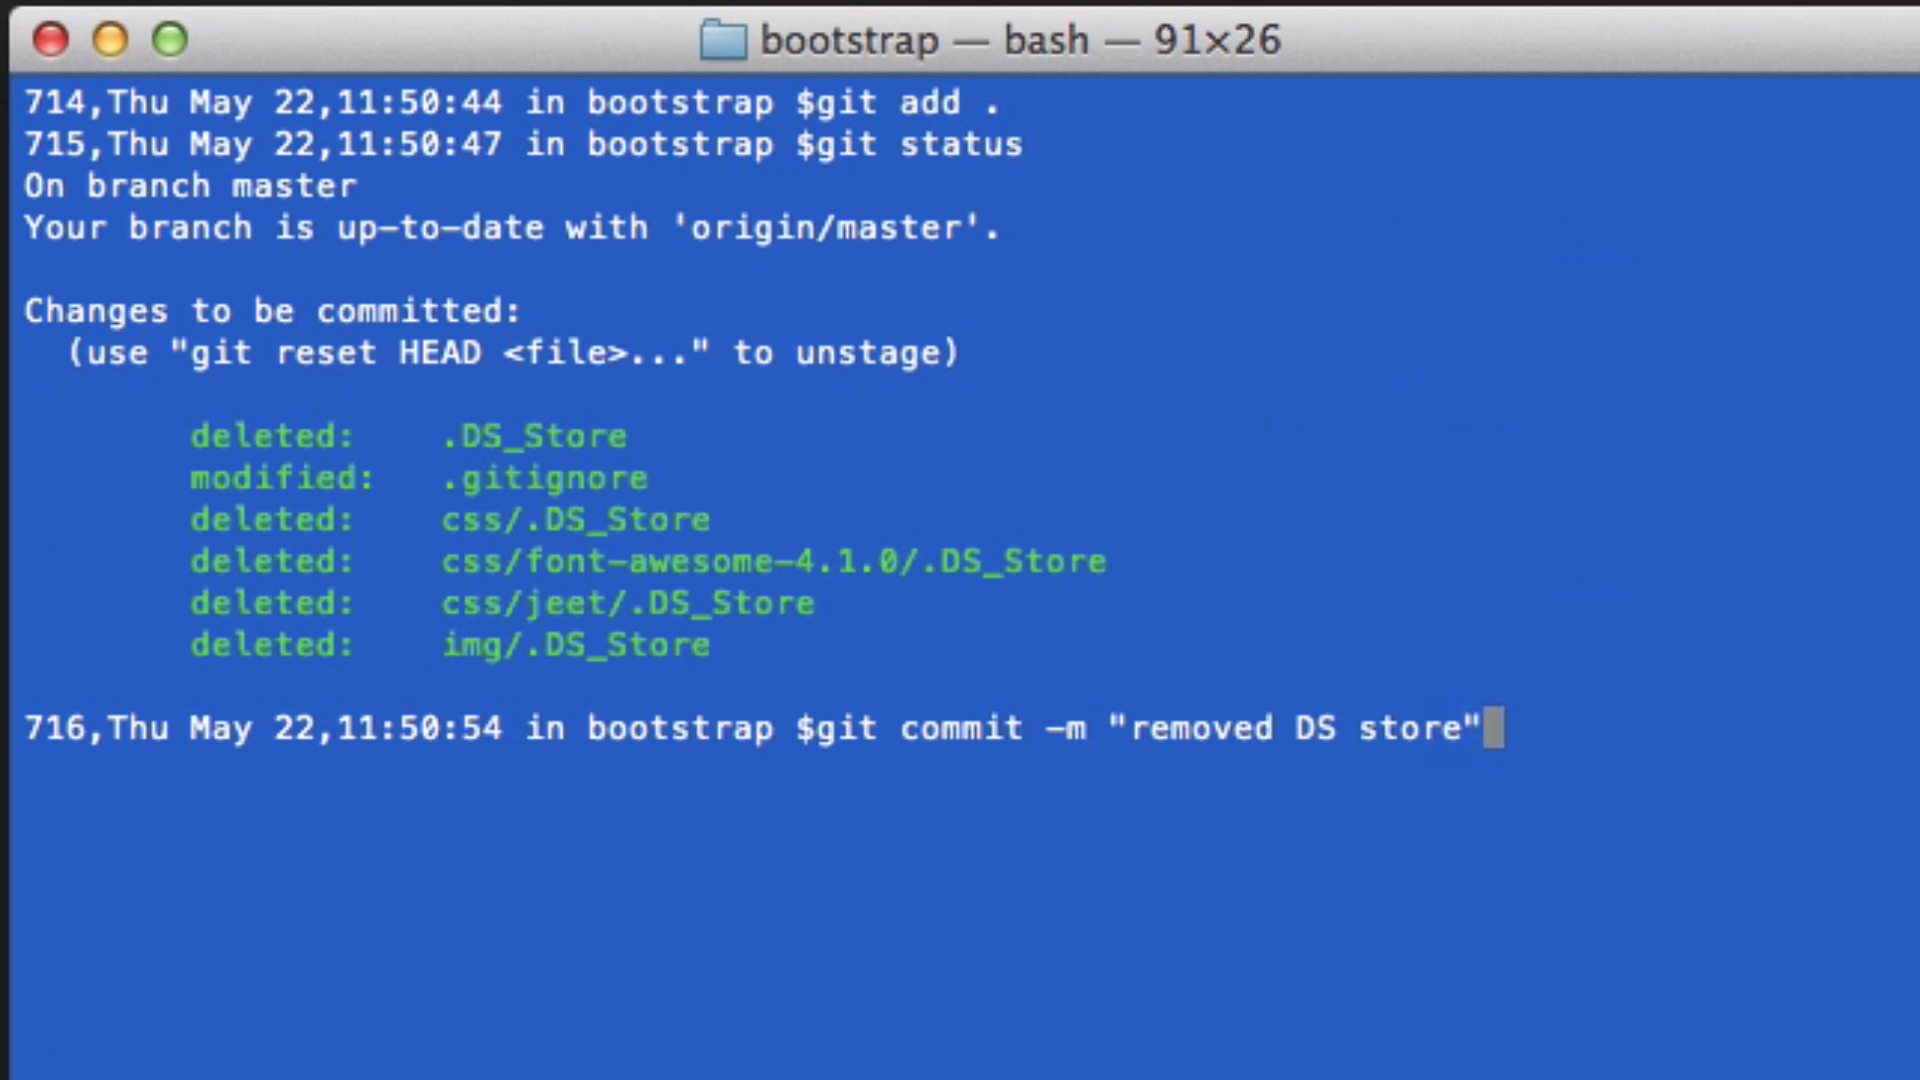 bootstrap — bash — 91×26
714,Thu May 22,11:50:44 in bootstrap $git add .
715,Thu May 22,11:50:47 in bootstrap $git status
On branch master
Your branch is up-to-date with 'origin/master'.
Changes to be committed:
  (use "git reset HEAD <file>..." to unstage)
        deleted:    .DS_Store
        modified:   .gitignore
        deleted:    css/.DS_Store
        deleted:    css/font-awesome-4.1.0/.DS_Store
        deleted:    css/jeet/.DS_Store
        deleted:    img/.DS_Store
716,Thu May 22,11:50:54 in bootstrap $git commit -m "removed DS store"